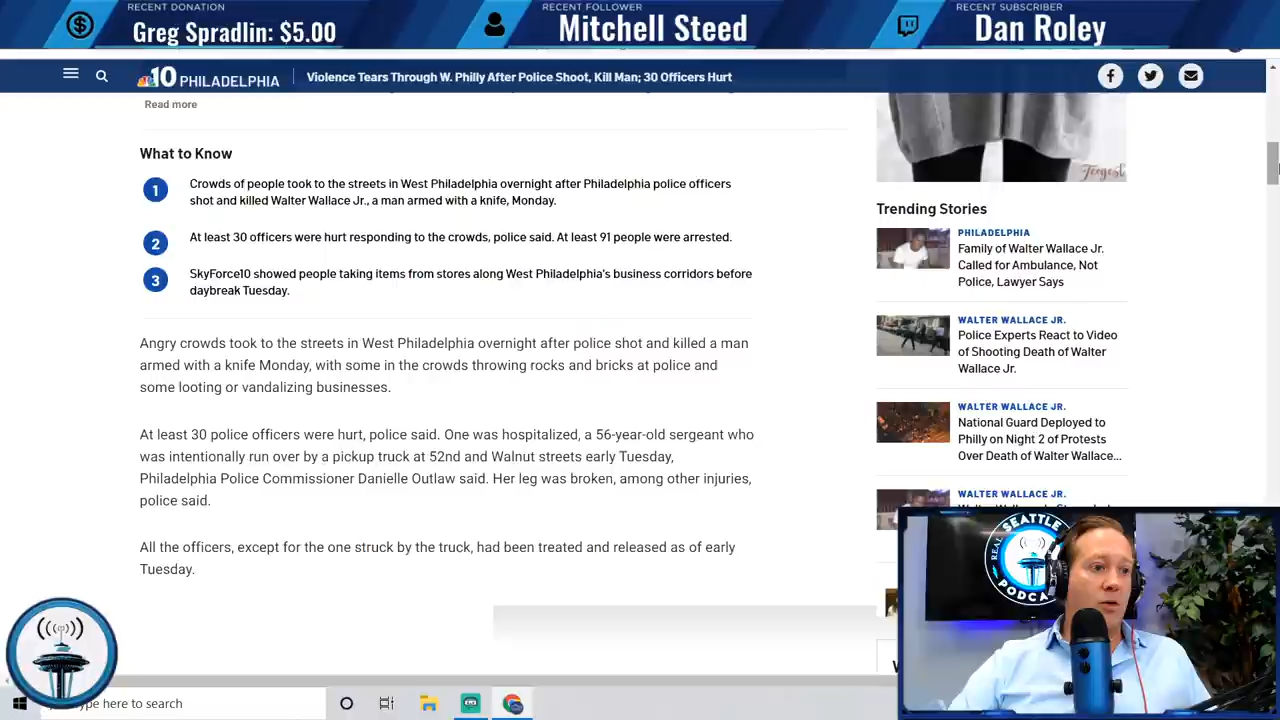 RECENT DONATION
Greg Spradlin: $5.00
RECENT FOLLOWER
Mitchell Steed
RECENT SUBSCRIBER
Dan Roley
10 PHILADELPHIA
Violence Tears Through W. Philly After Police Shoot, Kill Man; 30 Officers Hurt
Read more
What to Know
1
Crowds of people took to the streets in West Philadelphia overnight after Philadelphia police officers
shot and killed Walter Wallace Jr., a man armed with a knife, Monday.
2
At least 30 officers were hurt responding to the crowds, police said. At least 91 people were arrested.
3
SkyForce10 showed people taking items from stores along West Philadelphia's business corridors before
daybreak Tuesday.
Angry crowds took to the streets in West Philadelphia overnight after police shot and killed a man
armed with a knife Monday, with some in the crowds throwing rocks and bricks at police and
some looting or vandalizing businesses.
At least 30 police officers were hurt, police said. One was hospitalized, a 56-year-old sergeant who
was intentionally run over by a pickup truck at 52nd and Walnut streets early Tuesday,
Philadelphia Police Commissioner Danielle Outlaw said. Her leg was broken, among other injuries,
police said.
All the officers, except for the one struck by the truck, had been treated and released as of early
Tuesday.
Teegest
Trending Stories
PHILADELPHIA
Family of Walter Wallace Jr.
Called for Ambulance, Not
Police, Lawyer Says
WALTER WALLACE JR.
Police Experts React to Video
of Shooting Death of Walter
Wallace Jr.
WALTER WALLACE JR.
National Guard Deployed to
Philly on Night 2 of Protests
Over Death of Walter Wallace...
WALTER WALLACE JR.
REAL SEATTLE
PODCA
ype here to search